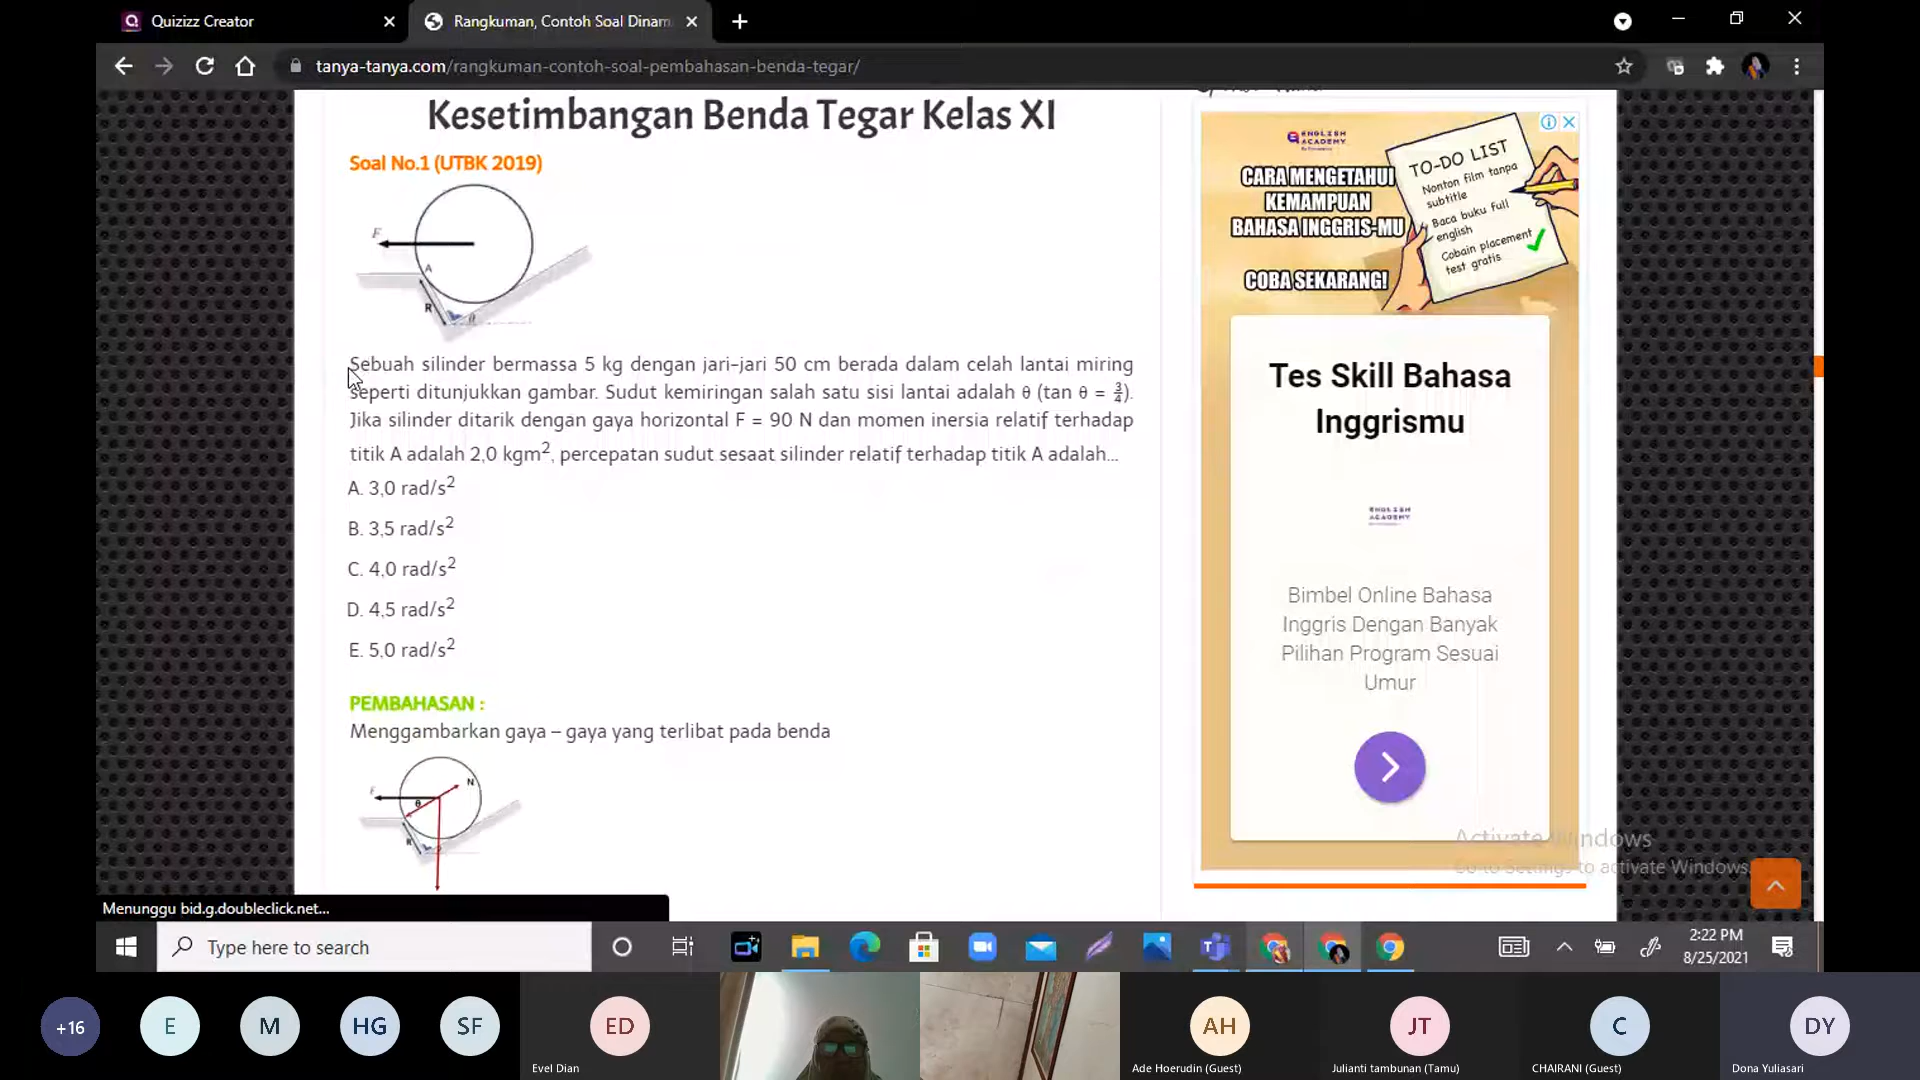 Quizizz Creator
Rangkuman, Contoh Soal Dinam
tanya-tanya.com/rangkuman-contoh-soal-pembahasan-benda-tegar/
Kesetimbangan Benda Tegar Kelas XI
Soal No.1 (UTBK 2019)
F
A
R
θ
Sebuah silinder bermassa 5 kg dengan jari-jari 50 cm berada dalam celah lantai miring
seperti ditunjukkan gambar. Sudut kemiringan salah satu sisi lantai adalah θ (tan θ = 3/4).
Jika silinder ditarik dengan gaya horizontal F = 90 N dan momen inersia relatif terhadap
titik A adalah 2,0 kgm², percepatan sudut sesaat silinder relatif terhadap titik A adalah...
A. 3,0 rad/s²
B. 3,5 rad/s²
C. 4,0 rad/s²
D. 4,5 rad/s²
E. 5,0 rad/s²
PEMBAHASAN :
Menggambarkan gaya – gaya yang terlibat pada benda
F
θ
N
R
ENGLISH
ACADEMY
CARA MENGETAHUI
KEMAMPUAN
BAHASA INGGRIS-MU
COBA SEKARANG!
TO-DO LIST
Nonton film tanpa
subtitle
Baca buku full
english
Cobain placement
test gratis
Tes Skill Bahasa
Inggrismu
ENGLISH
ACADEMY
Bimbel Online Bahasa
Inggris Dengan Banyak
Pilihan Program Sesuai
Umur
Activate Windows
Go to Settings to activate Windows.
Menunggu bid.g.doubleclick.net...
Type here to search
2:22 PM
8/25/2021
+16
E
M
HG
SF
ED
Evel Dian
AH
Ade Hoerudin (Guest)
JT
Julianti tambunan (Tamu)
C
CHAIRANI (Guest)
DY
Dona Yuliasari